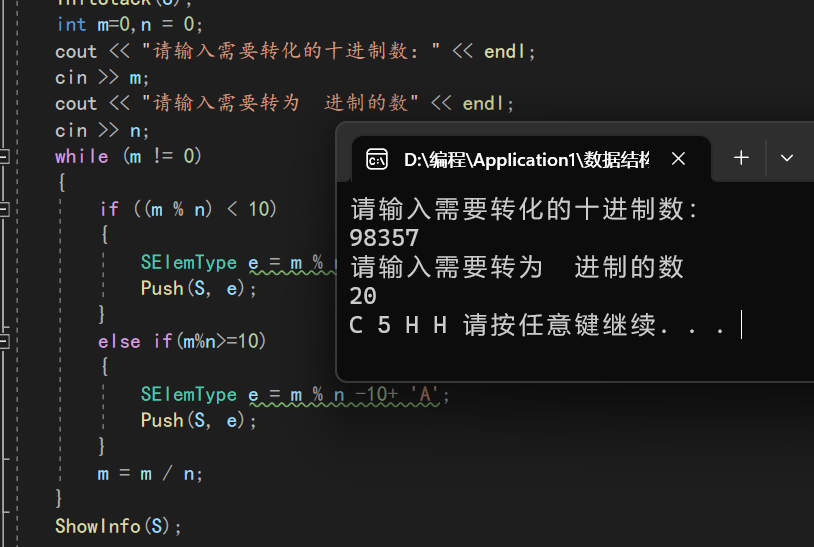 int m=0,n = 0;
cout << "请输入需要转化的十进制数：" << endl;
cin >> m;
cout << "请输入需要转为  进制的数" << endl;
cin >> n;
while (m != 0)
{
if ((m % n) < 10)
{
SElemType e = m %
Push(S, e);
}
else if(m%n>=10)
{
SElemType e = m % n -10+ 'A';
Push(S, e);
}
m = m / n;
}
ShowInfo(S);
D:\编程\Application1\数据结构
请输入需要转化的十进制数：
98357
请输入需要转为  进制的数
20
C 5 H H 请按任意键继续. . .